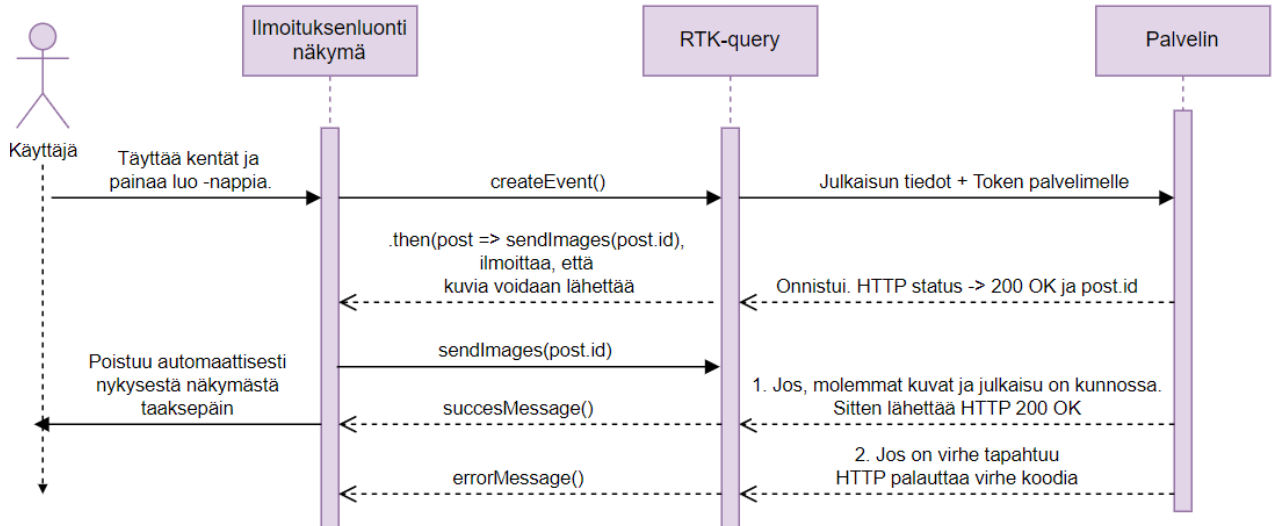 Ilmoituksenluonti
näkymä
RTK-query
Palvelin
Käyttäjä
Täyttää kentät ja
painaa luo -nappia.
createEvent()
Julkaisun tiedot + Token palvelimelle
.then(post => sendImages(post.id),
ilmoittaa, että
kuvia voidaan lähettää
Onnistui. HTTP status -> 200 OK ja post.id
sendImages(post.id)
Poistuu automaattisesti
nykysestä näkymästä
taaksepäin
1. Jos, molemmat kuvat ja julkaisu on kunnossa.
Sitten lähettää HTTP 200 OK
succesMessage()
2. Jos on virhe tapahtuu
HTTP palauttaa virhe koodia
errorMessage()